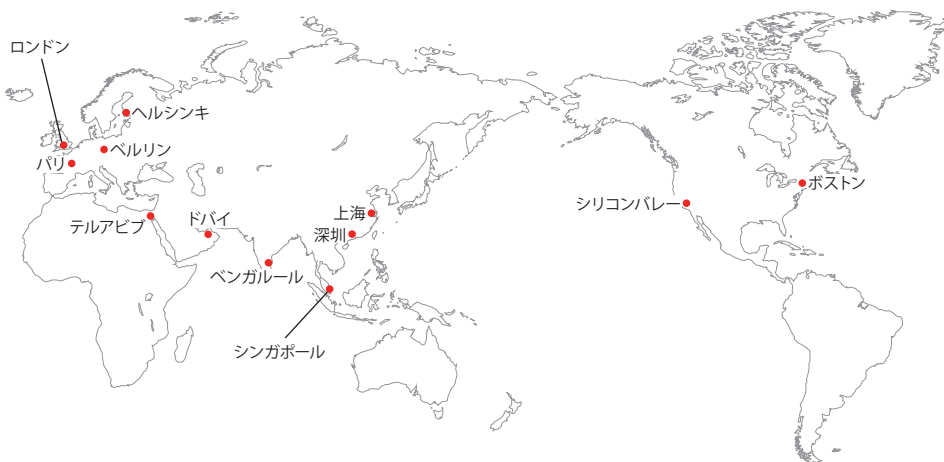 ロンドン
ヘルシンキ
ベルリン
パリ
ボストン
シリコンバレー
上海
ドバイ
テルアビブ
深圳
ベンガルール
シンガポール